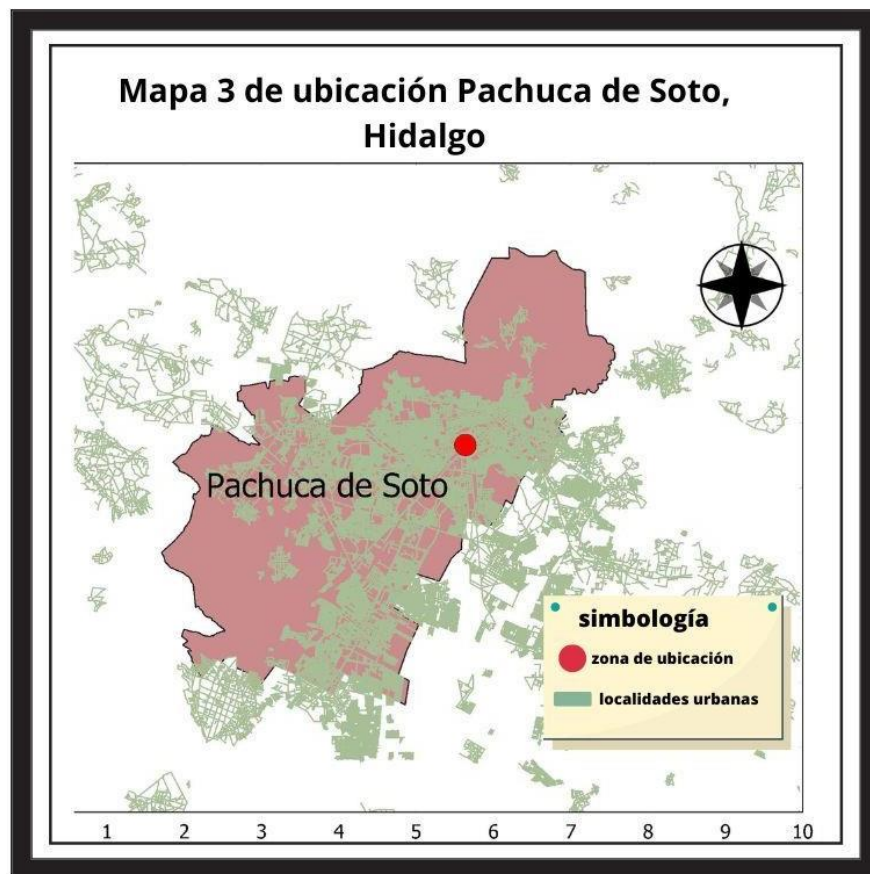 Mapa 3 de ubicación Pachuca de Soto,
Hidalgo
Pachuca de Soto
simbología
zona de ubicación
localidades urbanas
1 2 3 4 5 6 7 8 9 10